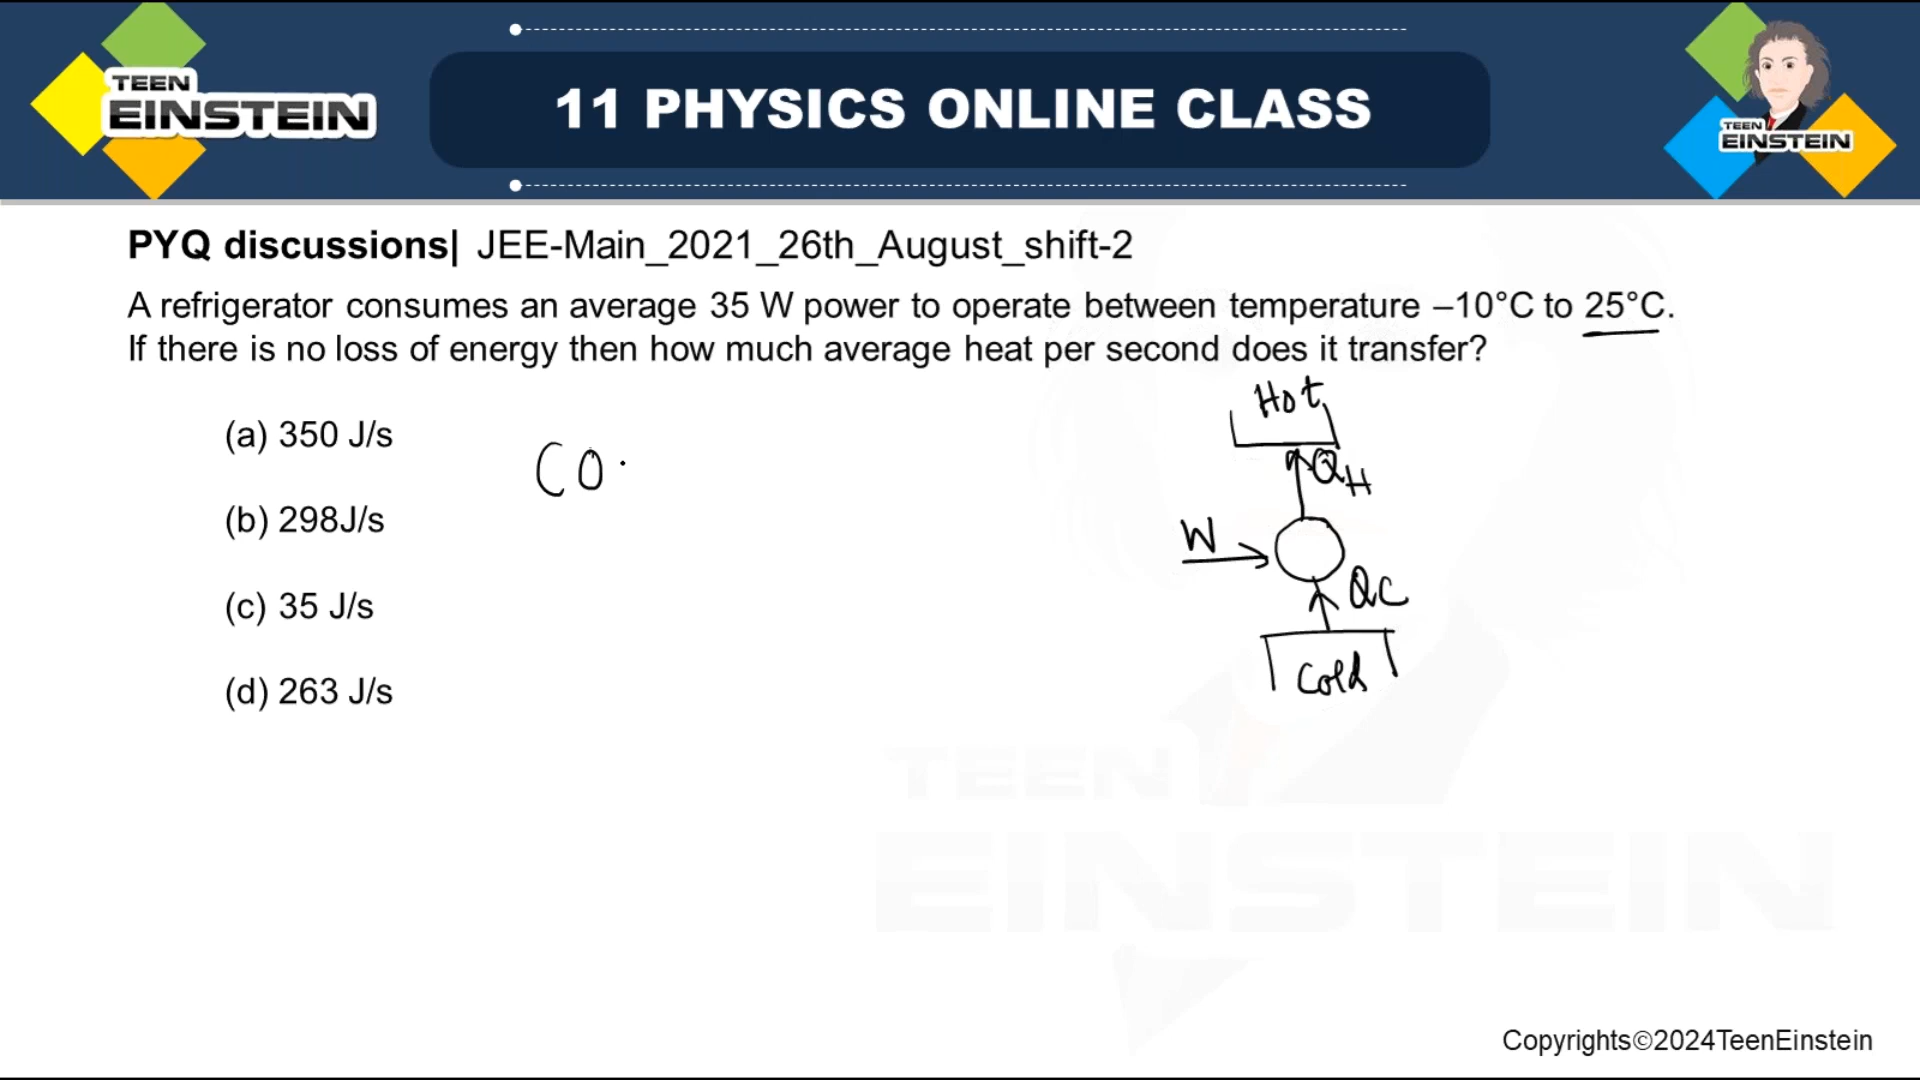 TEEN
EINSTEIN
11 PHYSICS ONLINE CLASS
TEEN
EINSTEIN
PYQ discussions| JEE-Main_2021_26th_August_shift-2
A refrigerator consumes an average 35 W power to operate between temperature –10°C to 25°C.
If there is no loss of energy then how much average heat per second does it transfer?
(a) 350 J/s
(b) 298J/s
(c) 35 J/s
(d) 263 J/s
CO
Hot
QH
W
QC
Cold
TEEN
EINSTEIN
Copyrights©2024TeenEinstein